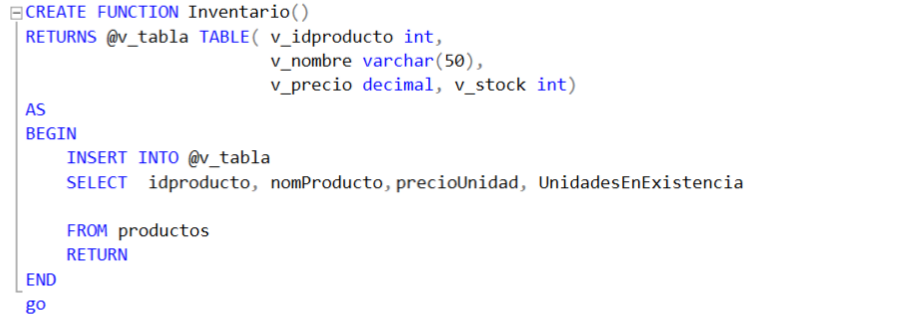 CREATE FUNCTION Inventario()
RETURNS @v_tabla TABLE( v_idproducto int,
v_nombre varchar(50),
v_precio decimal, v_stock int)
AS
BEGIN
INSERT INTO @v_tabla
SELECT  idproducto, nomProducto,precioUnidad, UnidadesEnExistencia
FROM productos
RETURN
END
go